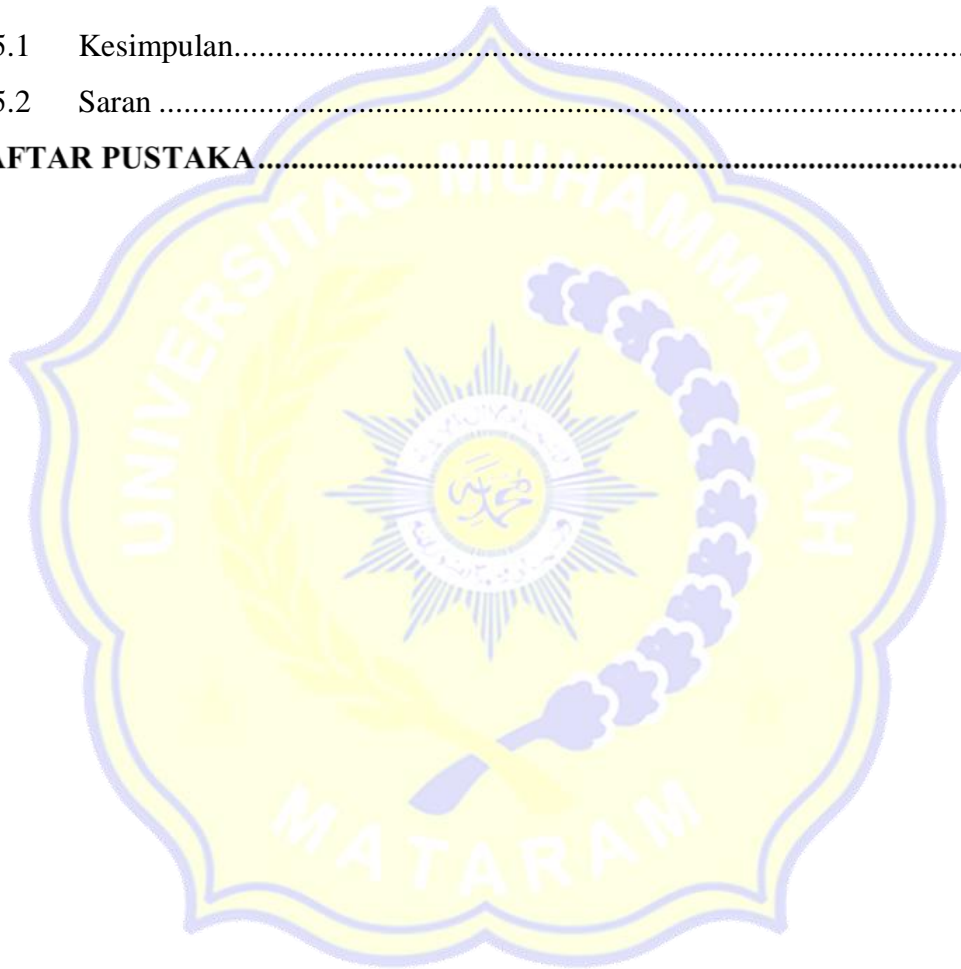 5.1 Kesimpulan
5.2 Saran
AFTAR PUSTAKA
UNIVERSITAS MUHAMMADIYAH
MATARAM